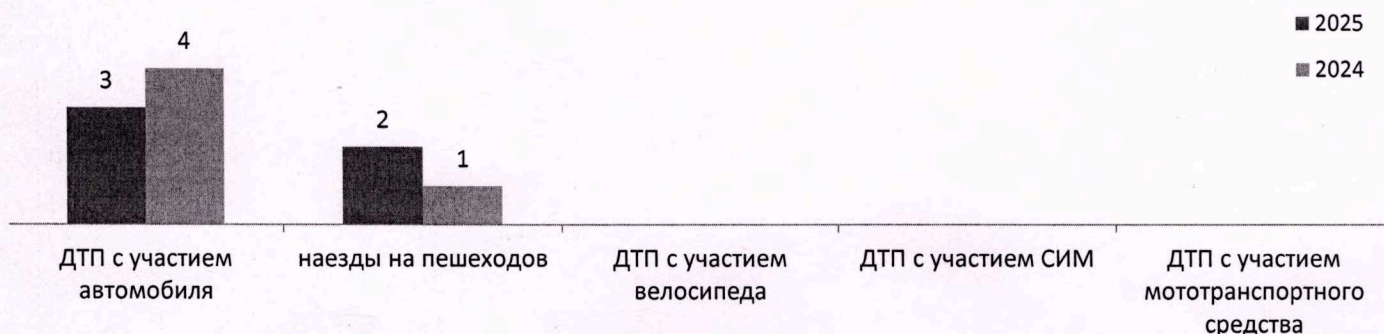 2025
2024
4
3
2
1
ДТП с участием
автомобиля
наезды на пешеходов
ДТП с участием
велосипеда
ДТП с участием СИМ
ДТП с участием
мототранспортного
средства